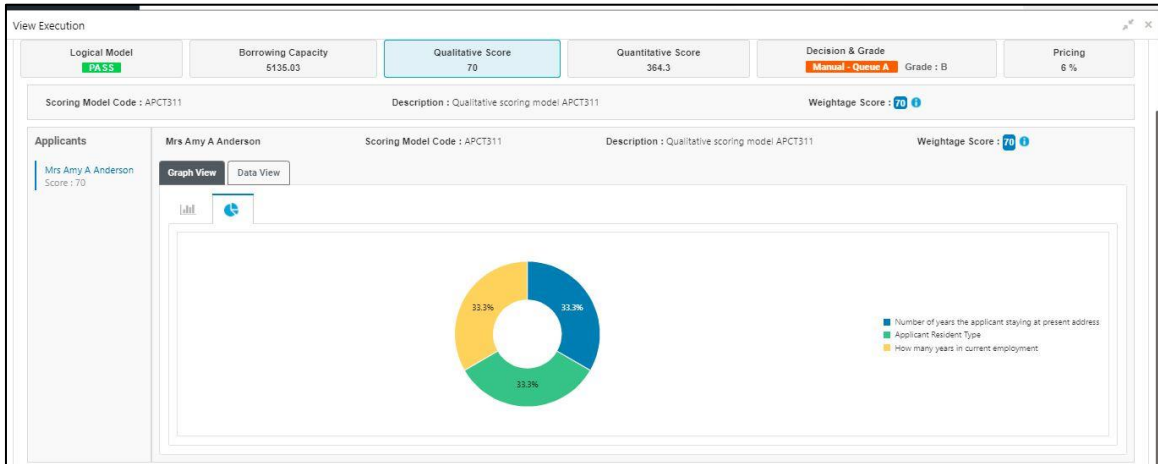 View Execution
Logical Model
PASS
Borrowing Capacity
5135.03
Qualitative Score
70
Quantitative Score
364.3
Decision & Grade
Manual - Queue A Grade : B
Pricing
6 %
Scoring Model Code : APCT311 Description : Qualitative scoring model APCT311 Weightage Score : 70
Applicants
Mrs Amy A Anderson
Score : 70
Mrs Amy A Anderson Scoring Model Code : APCT311 Description : Qualitative scoring model APCT311 Weightage Score : 70
Graph View Data View
33.3% 33.3%
33.3%
Number of years the applicant staying at present address
Applicant Resident Type
How many years in current employment